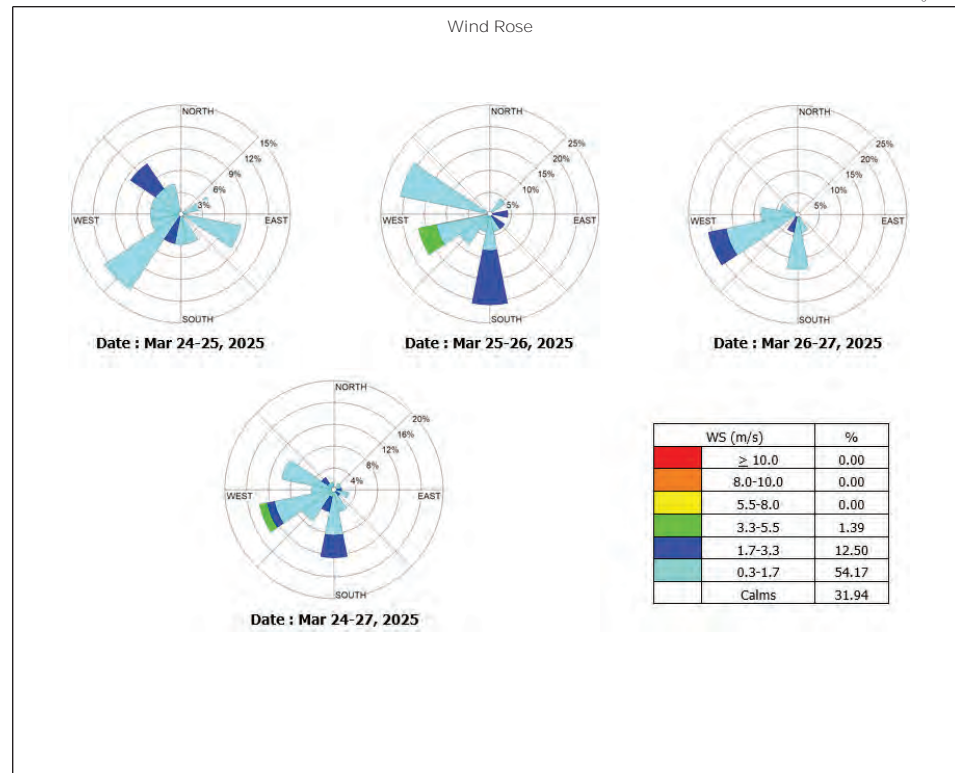 Wind Rose
NORTH
15%
12%
9%
6%
3%
WEST
EAST
SOUTH
Date : Mar 24-25, 2025
NORTH
25%
20%
15%
10%
5%
WEST
EAST
SOUTH
Date : Mar 25-26, 2025
NORTH
25%
20%
15%
10%
5%
WEST
EAST
SOUTH
Date : Mar 26-27, 2025
NORTH
20%
16%
12%
8%
4%
WEST
EAST
SOUTH
Date : Mar 24-27, 2025
WS (m/s) %
≥ 10.0 0.00
8.0-10.0 0.00
5.5-8.0 0.00
3.3-5.5 1.39
1.7-3.3 12.50
0.3-1.7 54.17
Calms 31.94